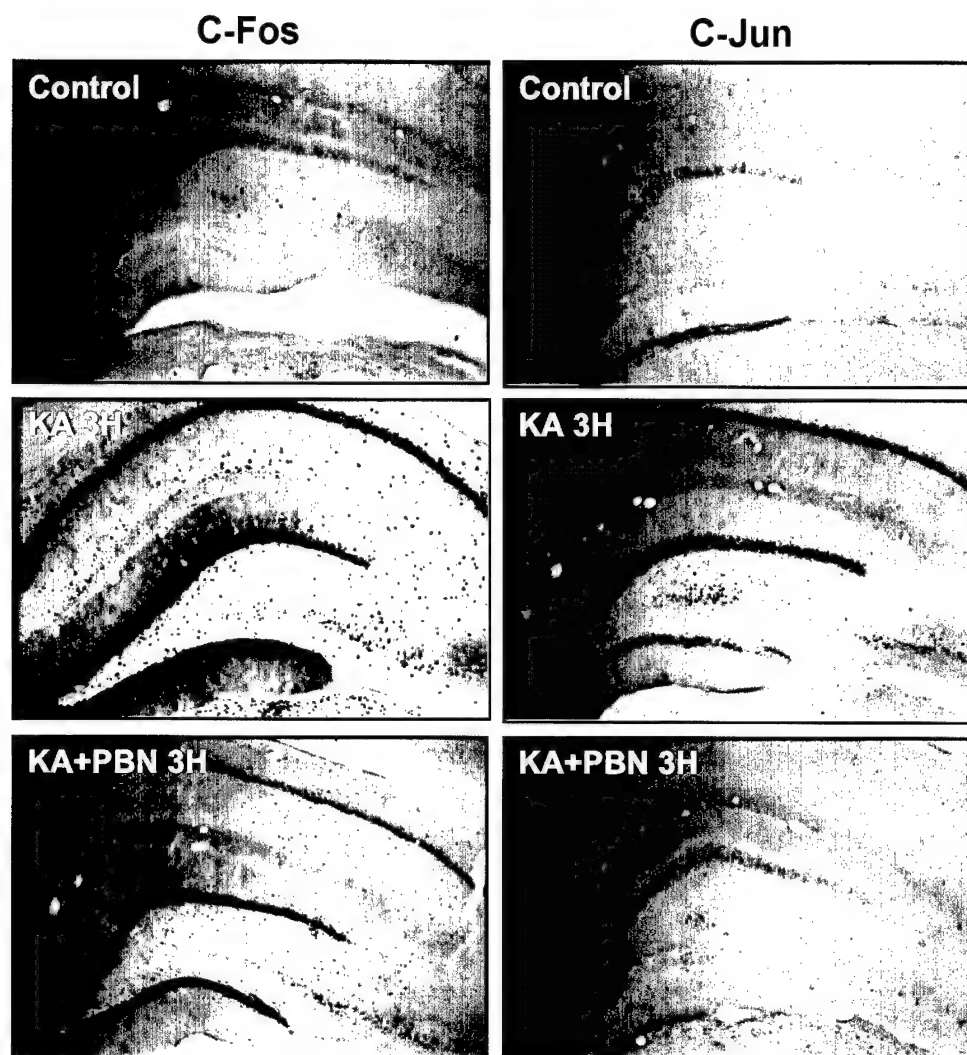 C-Fos
C-Jun
Control
Control
KA 3H
KA 3H
KA+PBN 3H
KA+PBN 3H